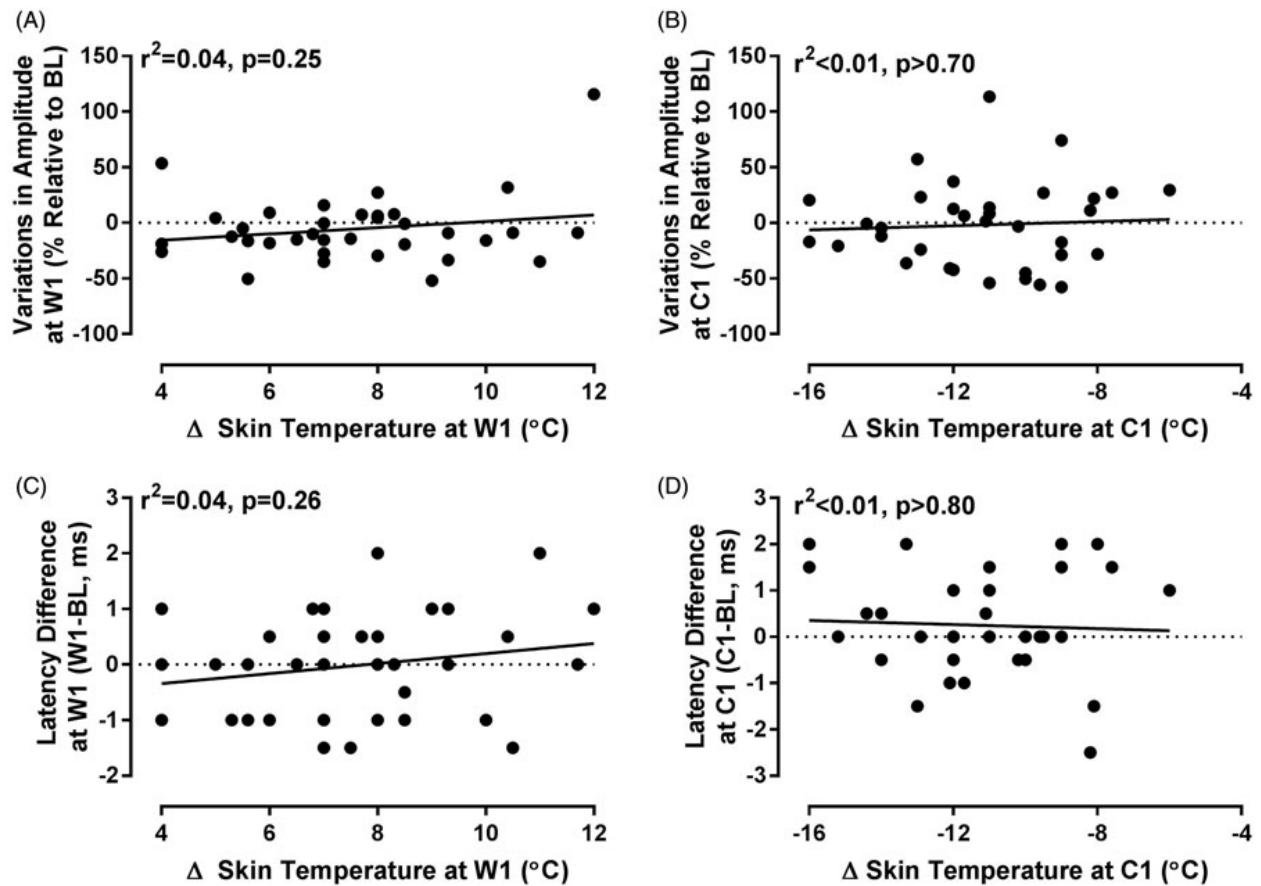 (A)
r²=0.04, p=0.25
Variations in Amplitude
at W1 (% Relative to BL)
150
100
50
0
-50
-100
4 6 8 10 12
Δ Skin Temperature at W1 (°C)
(B)
r²<0.01, p>0.70
Variations in Amplitude
at C1 (% Relative to BL)
150
100
50
0
-50
-100
-16 -12 -8 -4
Δ Skin Temperature at C1 (°C)
(C)
r²=0.04, p=0.26
Latency Difference
at W1 (W1-BL, ms)
3
2
1
0
-1
-2
4 6 8 10 12
Δ Skin Temperature at W1 (°C)
(D)
r²<0.01, p>0.80
Latency Difference
at C1 (C1-BL, ms)
3
2
1
0
-1
-2
-3
-16 -12 -8 -4
Δ Skin Temperature at C1 (°C)